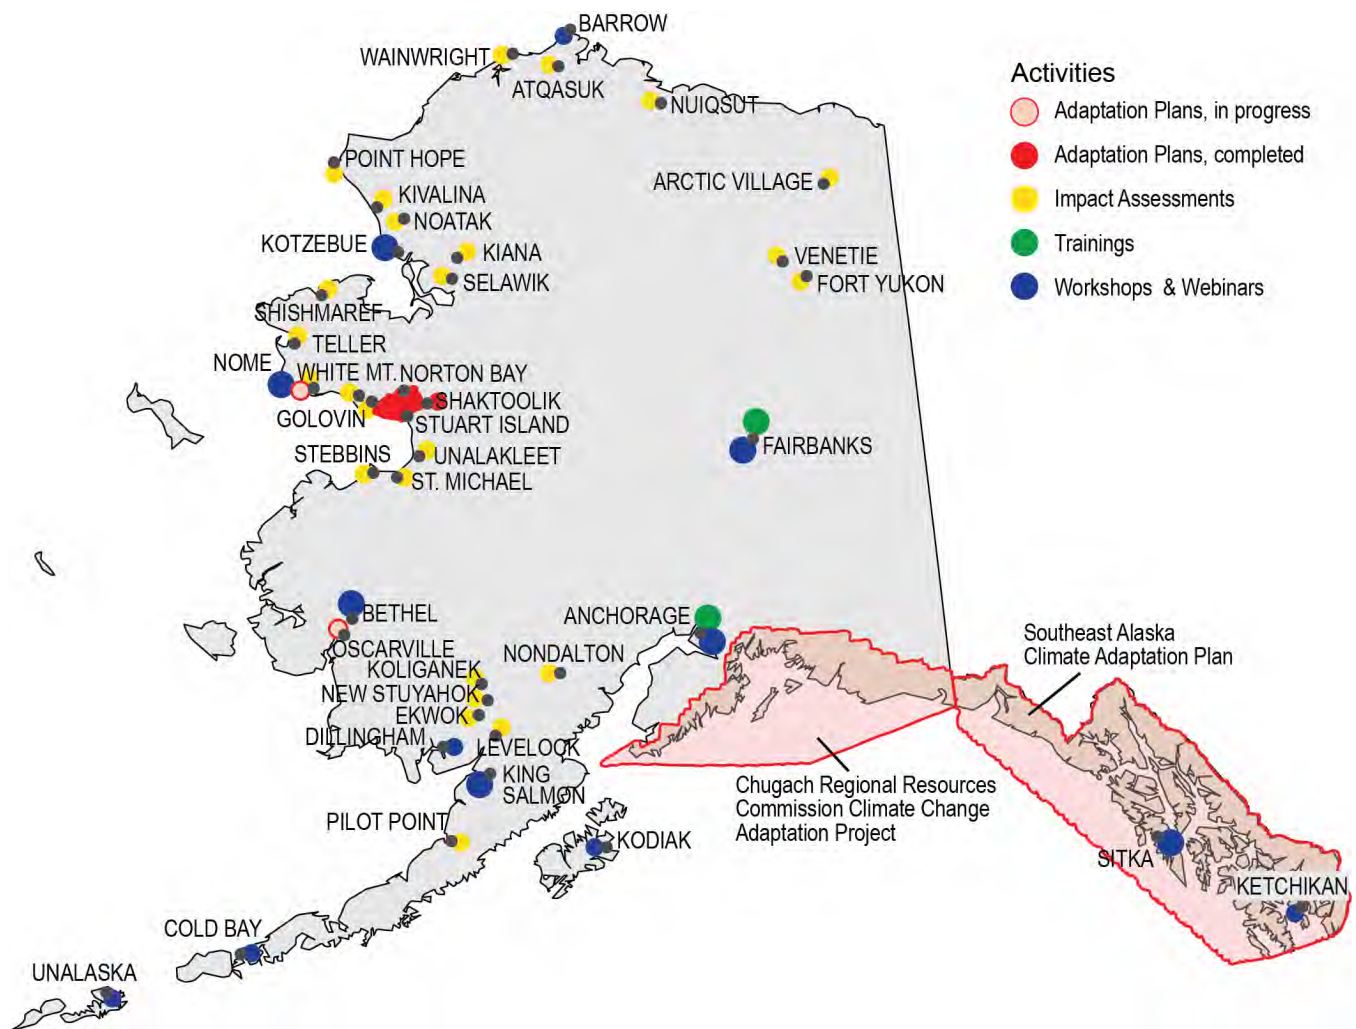 BARROW
WAINWRIGHT
ATQASUK
NUIQSUT
Activities
Adaptation Plans, in progress
Adaptation Plans, completed
Impact Assessments
Trainings
Workshops & Webinars
POINT HOPE
KIVALINA
NOATAK
KOTZEBUE
KIANA
SELAWIK
ARCTIC VILLAGE
VENETIE
FORT YUKON
SHISHMAREF
TELLER
NOME
WHITE MT.
NORTON BAY
SHAKTOOLIK
GOLOVIN
STUART ISLAND
STEBBINS
UNALAKLEET
ST. MICHAEL
FAIRBANKS
BETHEL
OSCARVILLE
ANCHORAGE
NONDALTON
KOLIGANEK
NEW STUYAHOK
EKWOK
DILLINGHAM
LEVELOCK
KING
SALMON
PILOT POINT
KODIAK
COLD BAY
UNALASKA
Southeast Alaska
Climate Adaptation Plan
Chugach Regional Resources
Commission Climate Change
Adaptation Project
SITKA
KETCHIKAN